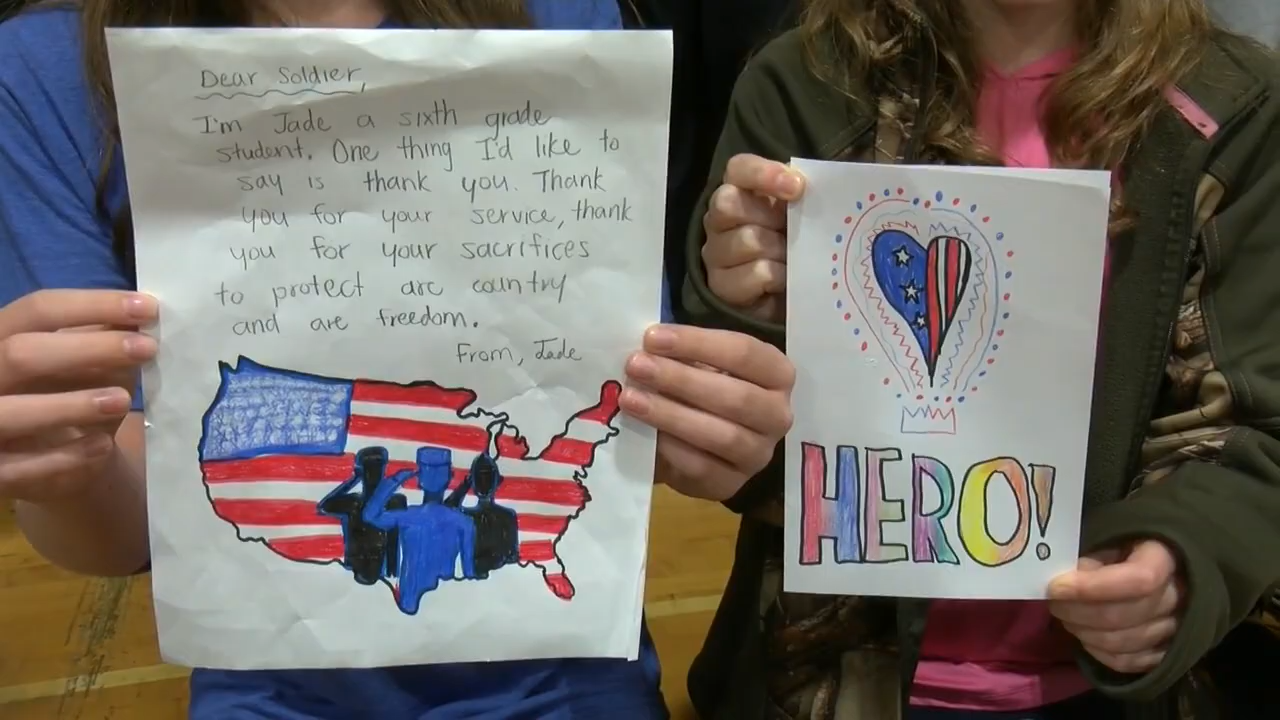 Dear Soldier,
I'm Jade a sixth grade
student. One thing I'd like to
say is thank you. Thank
you for your service, thank
you for your sacrifices
to protect arc country
and are freedom.
From, Jade
HERO!